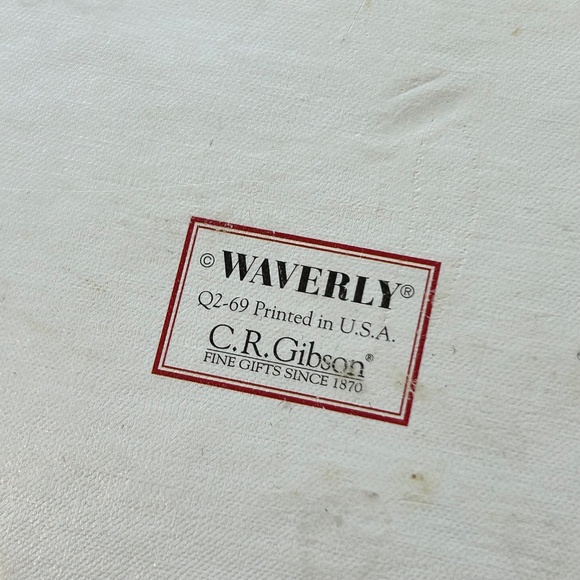 © WAVERLY®
Q2-69 Printed in U.S.A.
C.R. Gibson®
FINE GIFTS SINCE 1870